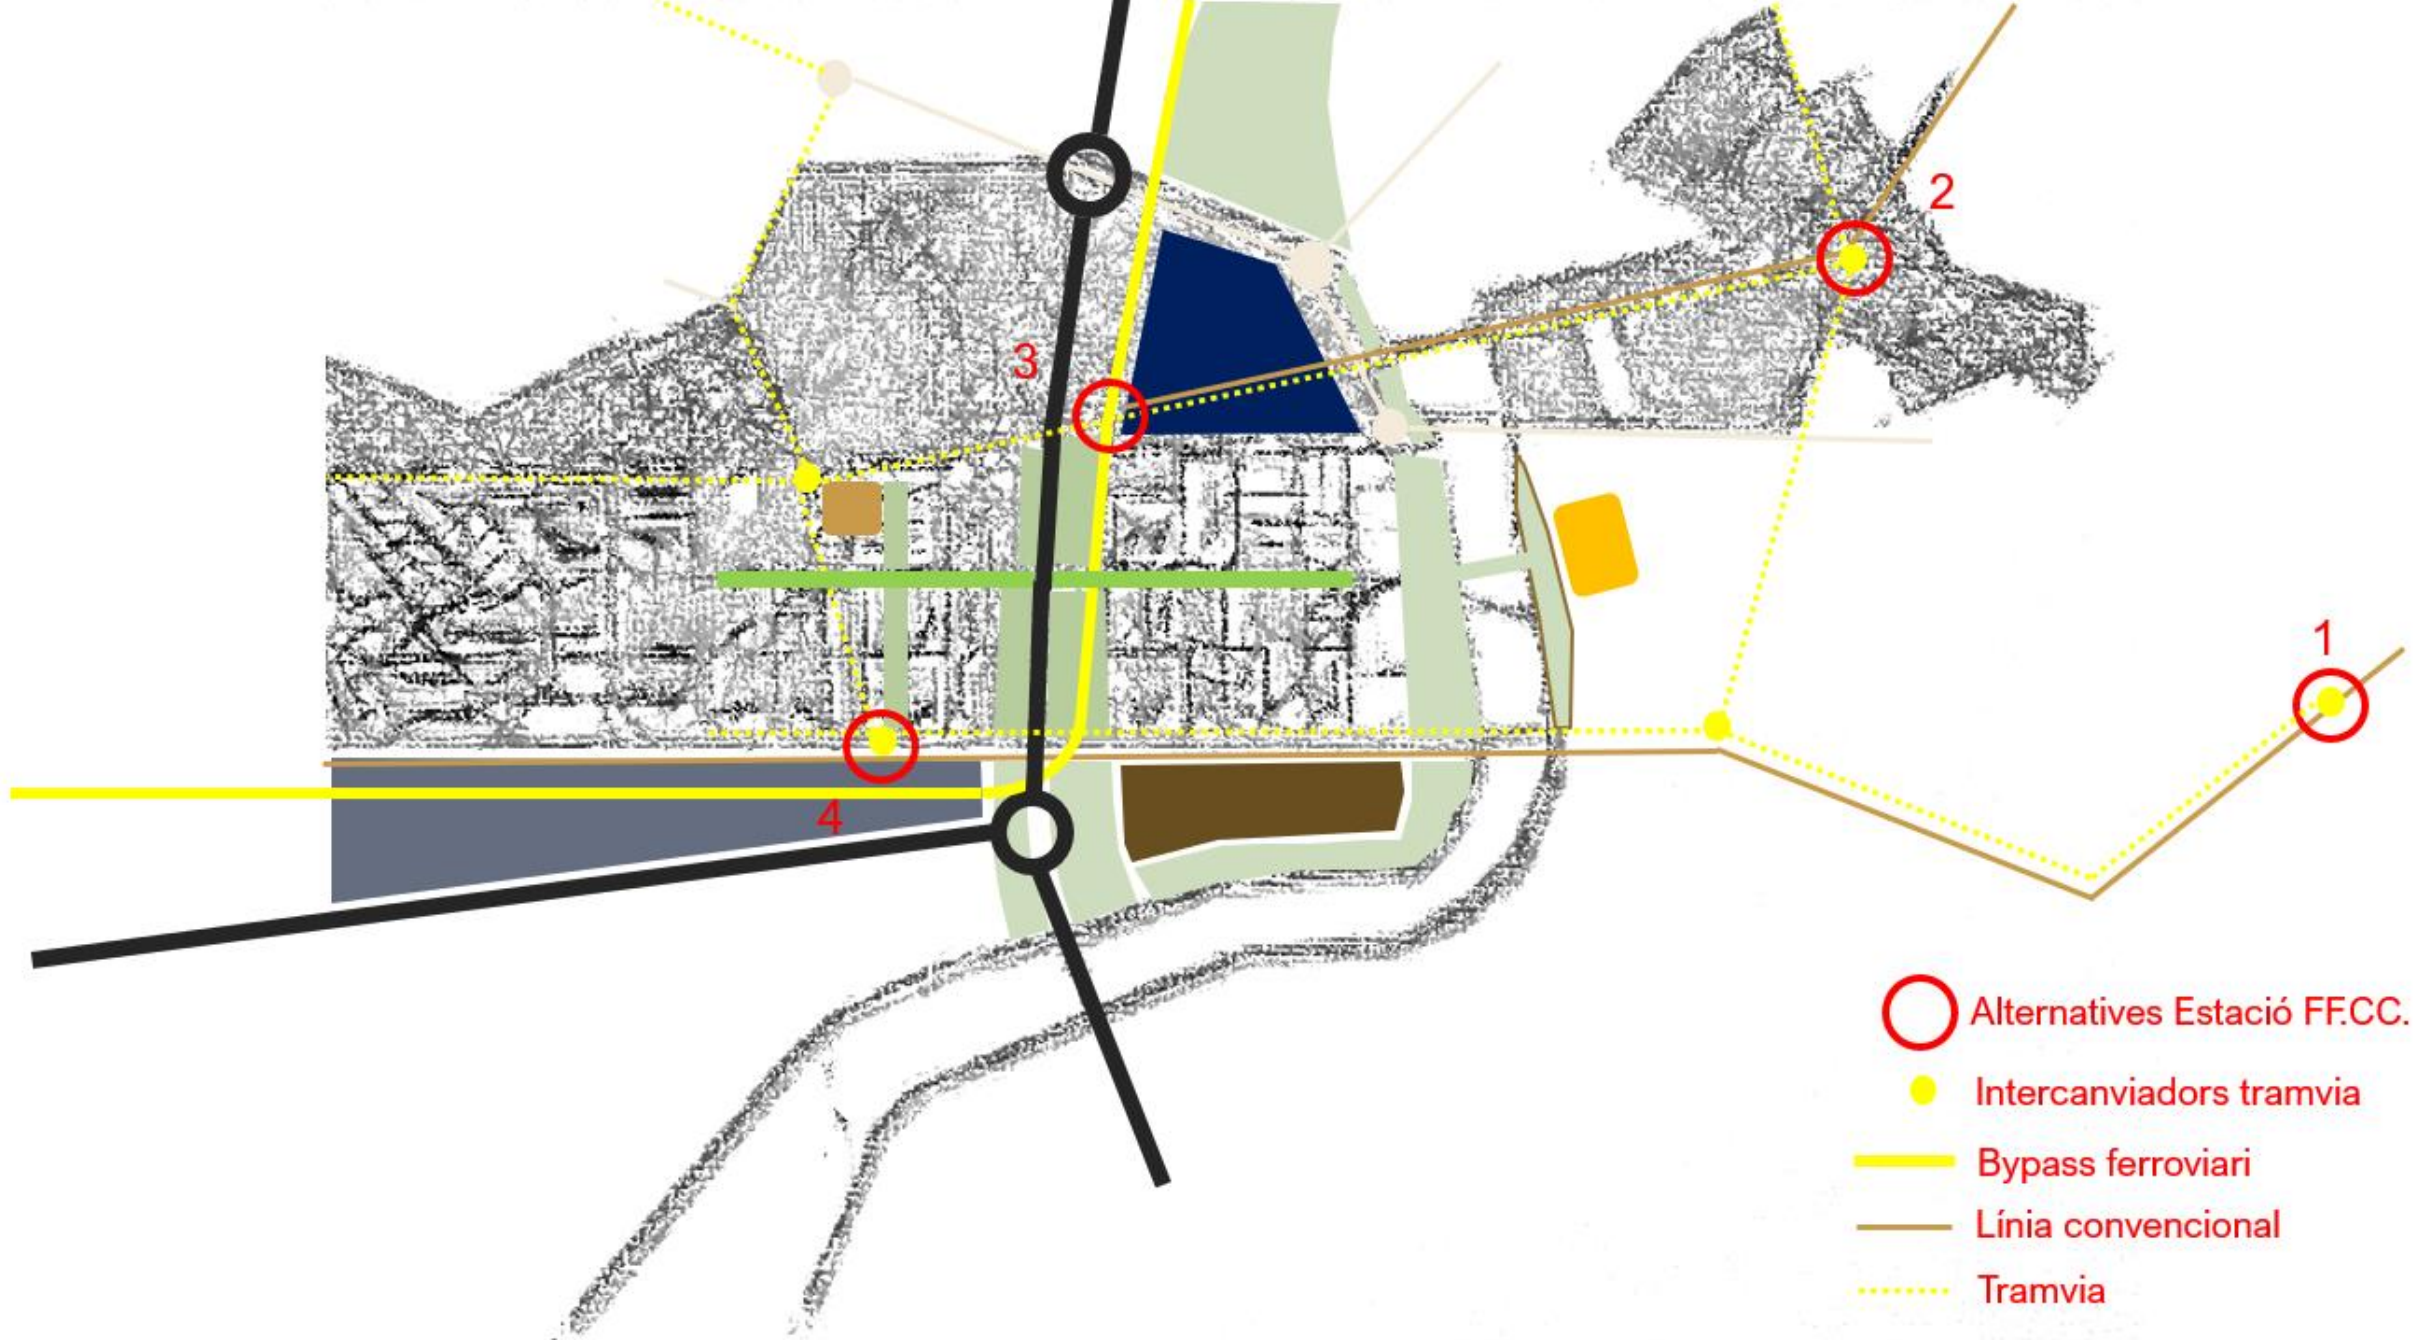 2
3
1
4
Alternatives Estació FF.CC.
Intercanviadors tramvia
Bypass ferroviari
Línia convencional
Tramvia